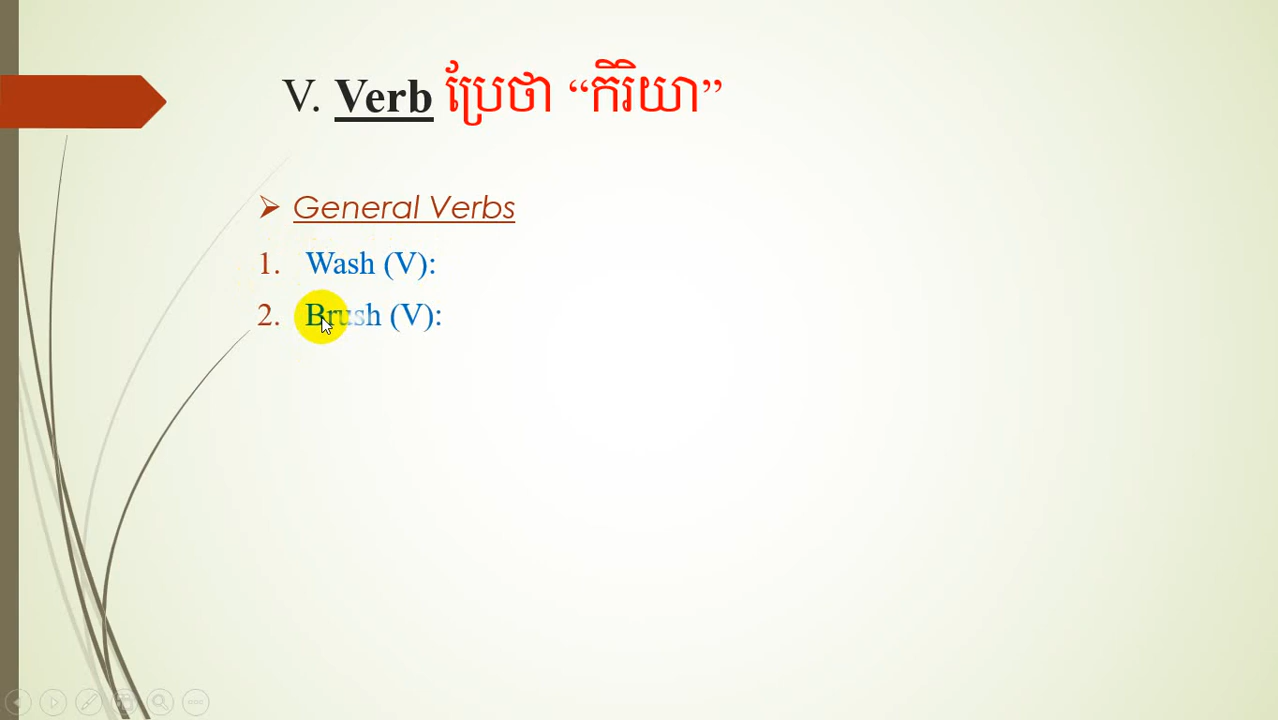 V. Verb ប្រែថា “កិរិយា”
General Verbs
1. Wash (V):
2. Brush (V):